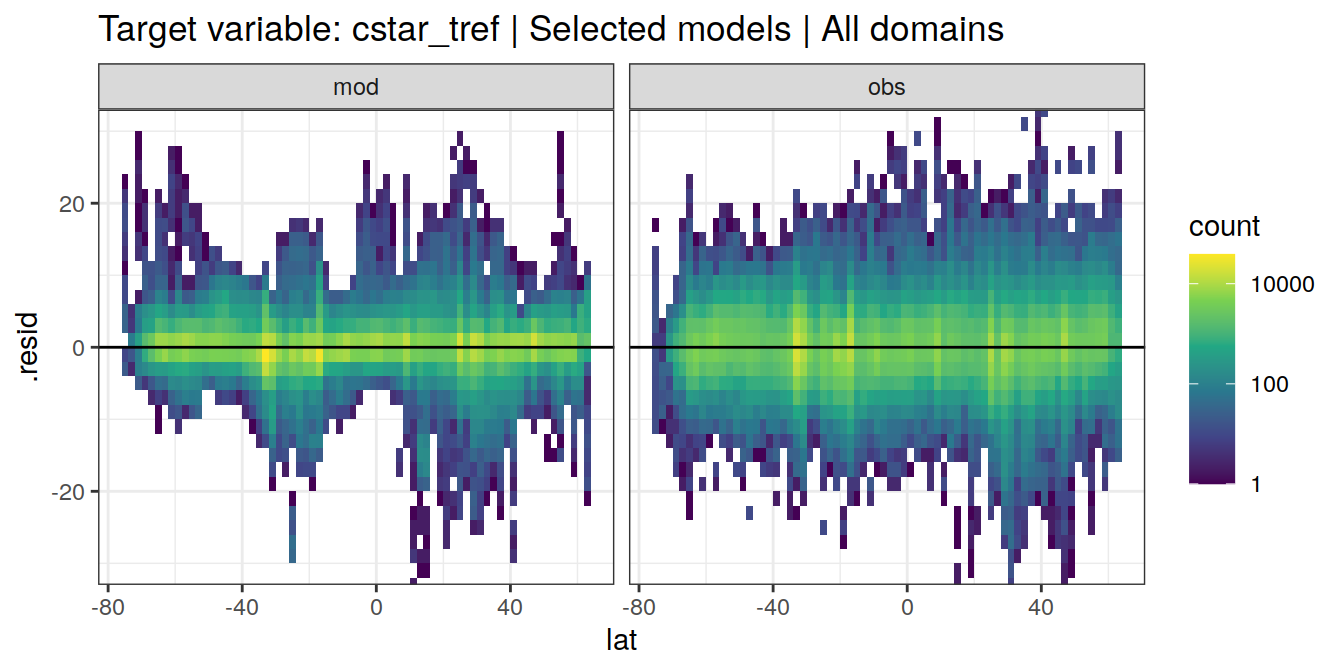 Target variable: cstar_tref | Selected models | All domains
mod
obs
.resid
20
0
-20
-80
-40
0
40
-80
-40
0
40
lat
count
10000
100
1